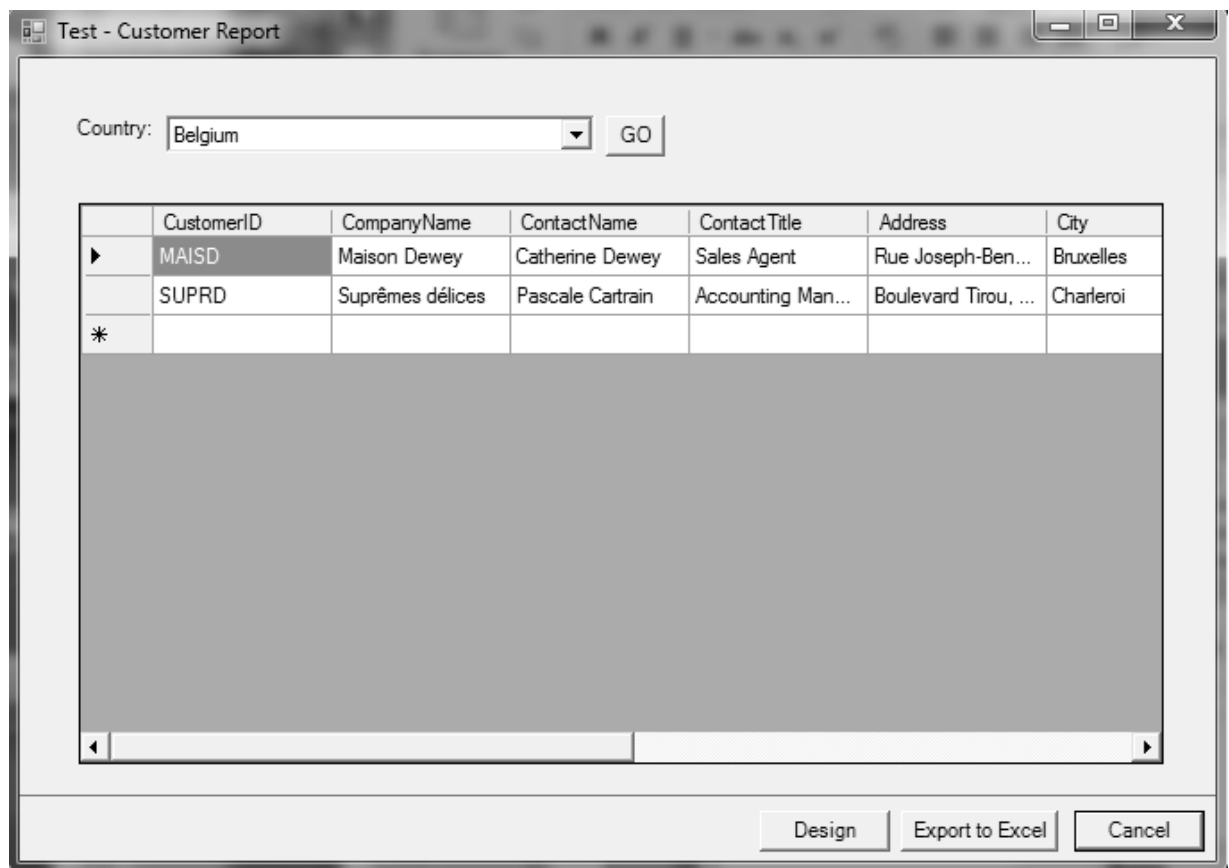 Test - Customer Report
Country: Belgium GO
CustomerID CompanyName ContactName ContactTitle Address City
MAISD Maison Dewey Catherine Dewey Sales Agent Rue Joseph-Ben... Bruxelles
SUPRD Suprêmes délices Pascale Cartrain Accounting Man... Boulevard Tirou, ... Charleroi
Design Export to Excel Cancel